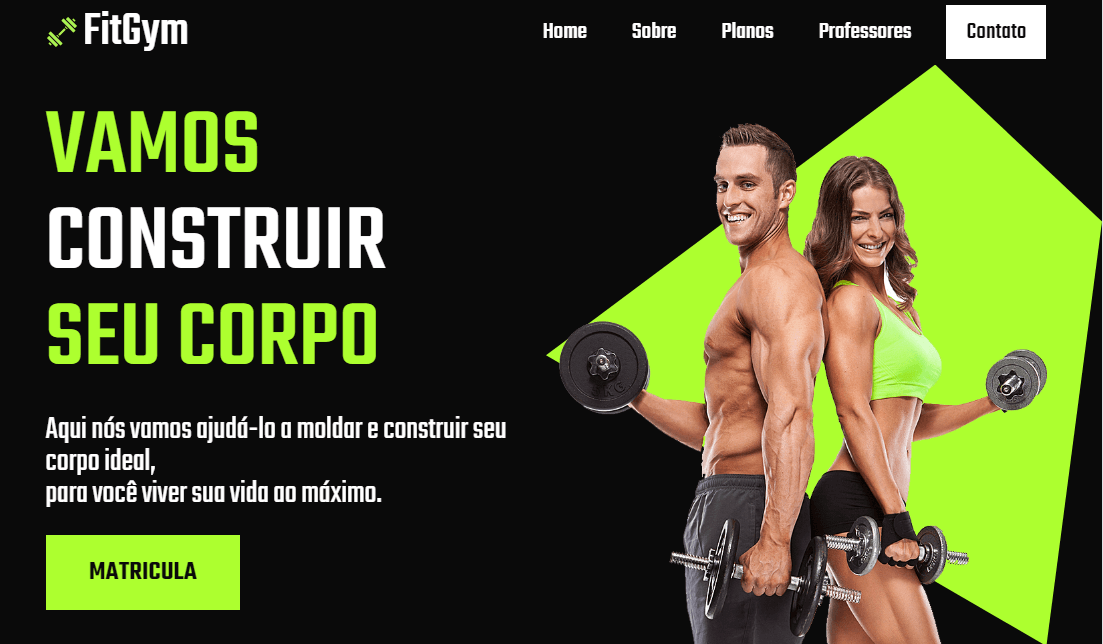 FitGym
Home
Sobre
Planos
Professores
Contato
VAMOS
CONSTRUIR
SEU CORPO
Aqui nós vamos ajudá-lo a moldar e construir seu
corpo ideal,
para você viver sua vida ao máximo.
MATRICULA